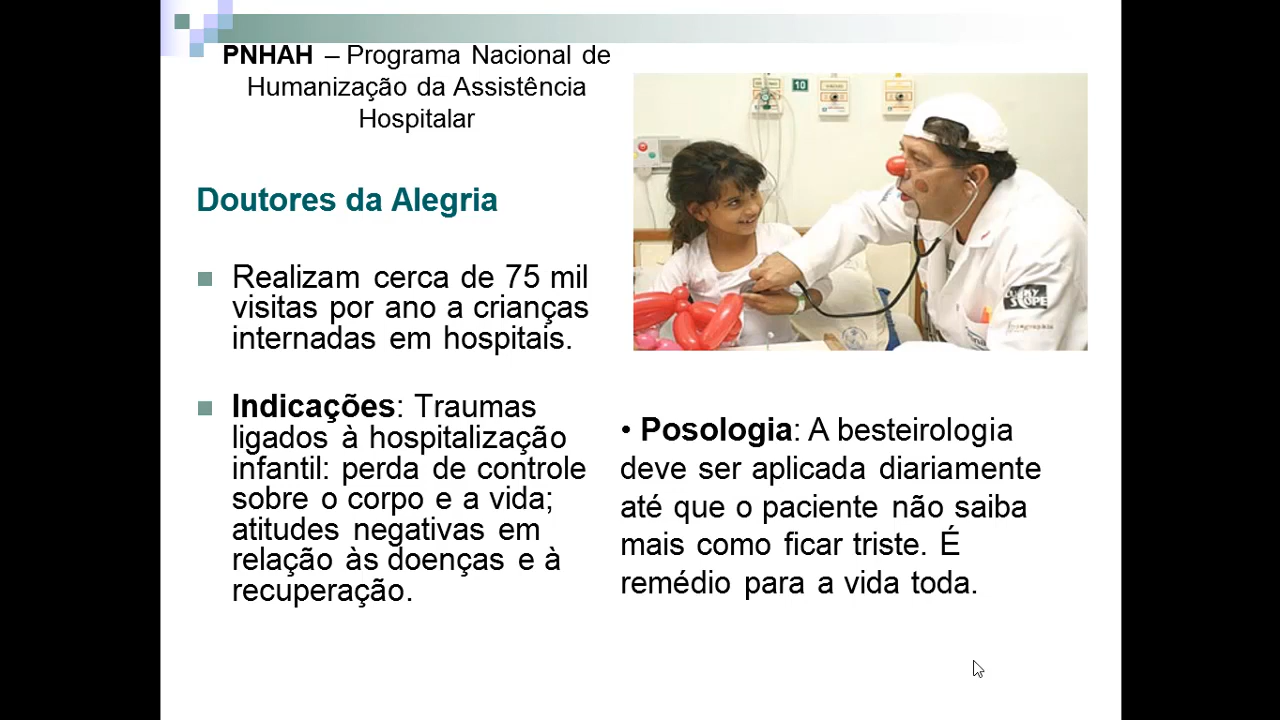 PNHAH – Programa Nacional de
Humanização da Assistência
Hospitalar
10
Doutores da Alegria
Realizam cerca de 75 mil
visitas por ano a crianças
internadas em hospitais.
Indicações: Traumas
ligados à hospitalização
infantil: perda de controle
sobre o corpo e a vida;
atitudes negativas em
relação às doenças e à
recuperação.
• Posologia: A besteirologia
deve ser aplicada diariamente
até que o paciente não saiba
mais como ficar triste. É
remédio para a vida toda.